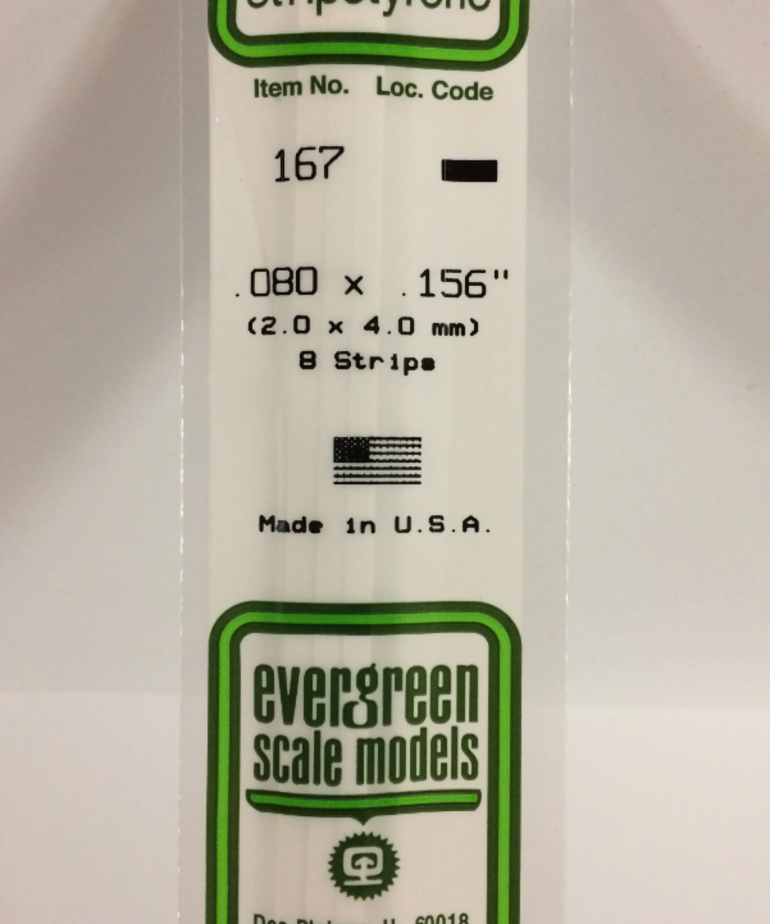 Item No. Loc. Code
167
.080 x .156"
(2.0 x 4.0 mm)
8 Strips
Made in U.S.A.
evergreen
scale models
60018